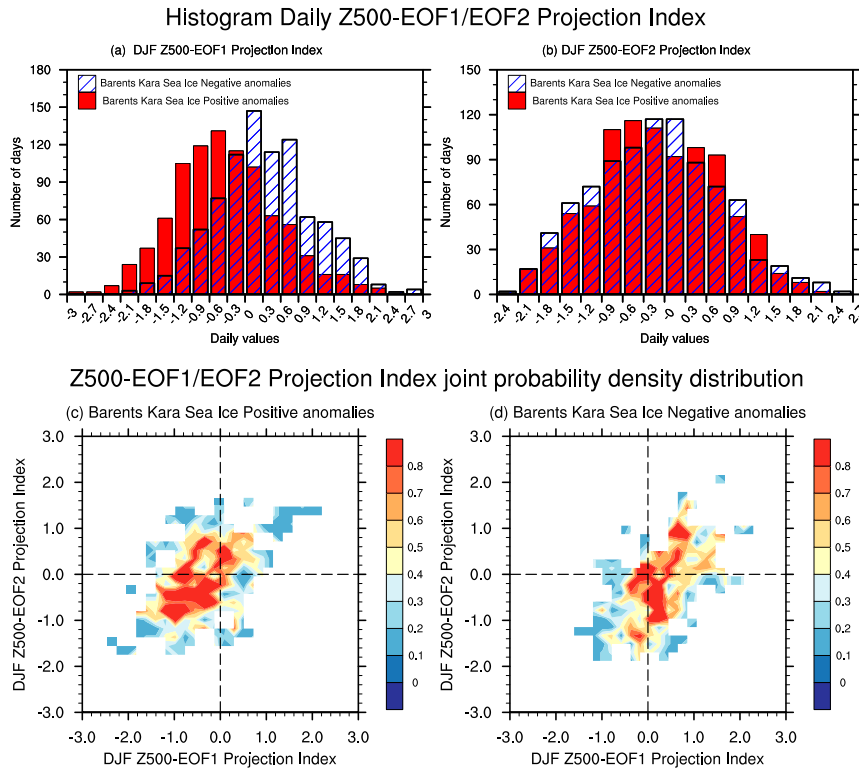 Histogram Daily Z500-EOF1/EOF2 Projection Index
(a) DJF Z500-EOF1 Projection Index
180
150
120
90
60
30
0
Number of days
Barents Kara Sea Ice Negative anomalies
Barents Kara Sea Ice Positive anomalies
-3 -2.7 -2.4 -2.1 -1.8 -1.5 -1.2 -0.9 -0.6 -0.3 0 0.3 0.6 0.9 1.2 1.5 1.8 2.1 2.4 2.7 3
Daily values
(b) DJF Z500-EOF2 Projection Index
150
120
90
60
30
0
Number of days
Barents Kara Sea Ice Negative anomalies
Barents Kara Sea Ice Positive anomalies
-2.4 -2.1 -1.8 -1.5 -1.2 -0.9 -0.6 -0.3 0 0.3 0.6 0.9 1.2 1.5 1.8 2.1 2.4 2.7
Daily values
Z500-EOF1/EOF2 Projection Index joint probability density distribution
(c) Barents Kara Sea Ice Positive anomalies
3.0
2.0
1.0
0.0
-1.0
-2.0
-3.0
DJF Z500-EOF2 Projection Index
-3.0 -2.0 -1.0 0.0 1.0 2.0 3.0
DJF Z500-EOF1 Projection Index
0.8
0.7
0.6
0.5
0.4
0.3
0.2
0.1
0
(d) Barents Kara Sea Ice Negative anomalies
3.0
2.0
1.0
0.0
-1.0
-2.0
-3.0
DJF Z500-EOF2 Projection Index
-3.0 -2.0 -1.0 0.0 1.0 2.0 3.0
DJF Z500-EOF1 Projection Index
0.8
0.7
0.6
0.5
0.4
0.3
0.2
0.1
0